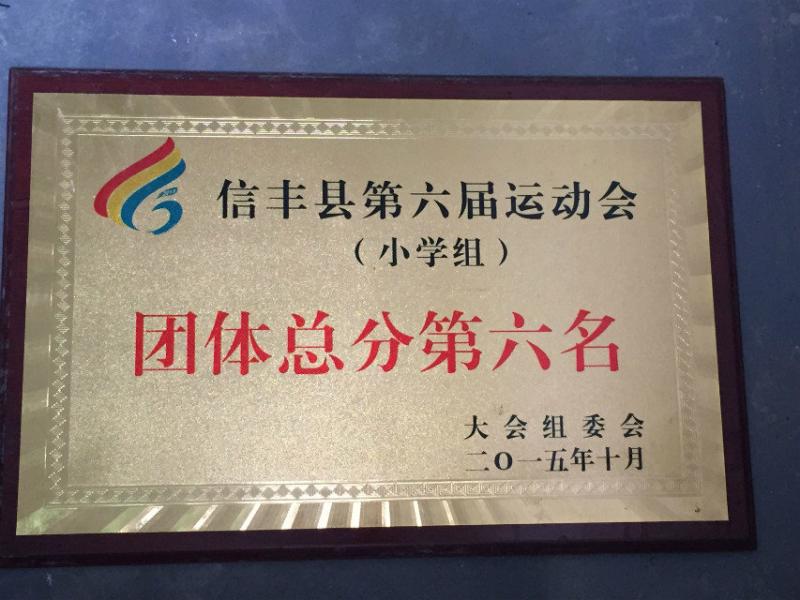 信丰县第六届运动会
（小学组）
团体总分第六名
大会组委会
二〇一五年十月